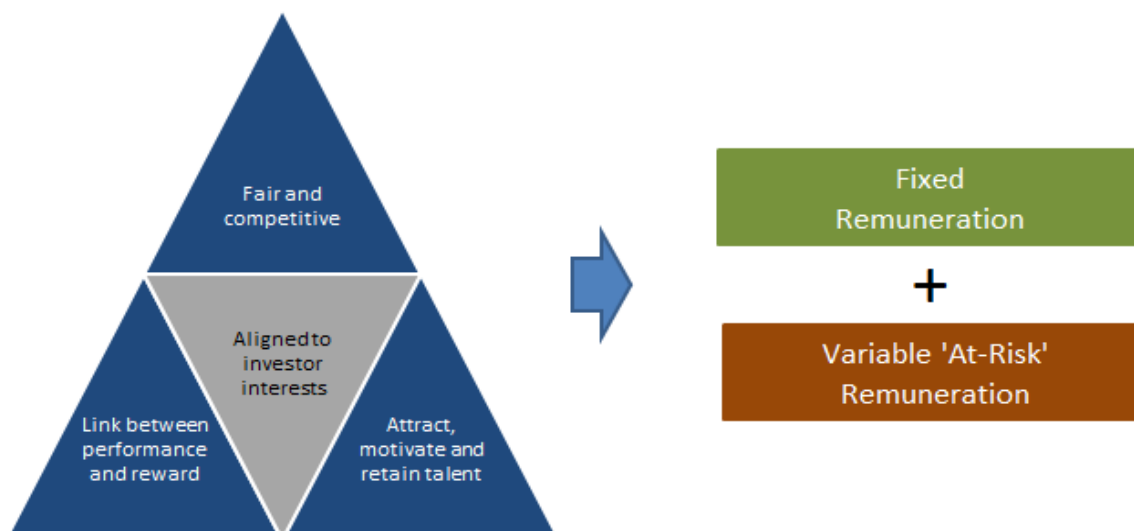 Fair and
competitive
Aligned to
investor
interests
Link between
performance
and reward
Attract,
motivate and
retain talent
Fixed
Remuneration
+
Variable 'At-Risk'
Remuneration